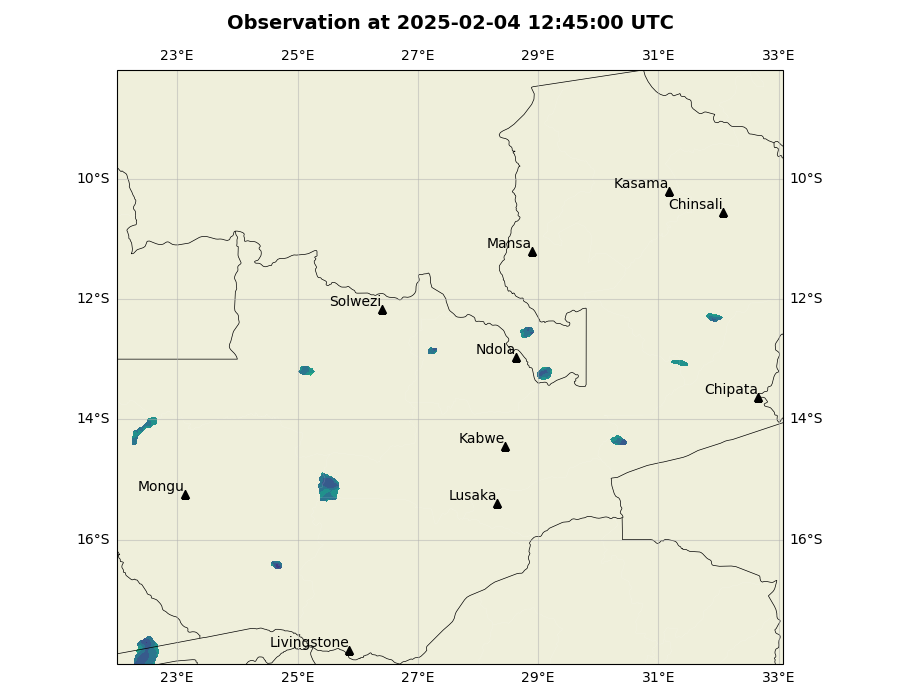 Observation at 2025-02-04 12:45:00 UTC
23°E 25°E 27°E 29°E 31°E 33°E
10°S 10°S
Kasama
Chinsali
Mansa
12°S 12°S
Solwezi
Ndola
Chipata
14°S 14°S
Kabwe
Mongu
Lusaka
16°S 16°S
Livingstone
23°E 25°E 27°E 29°E 31°E 33°E